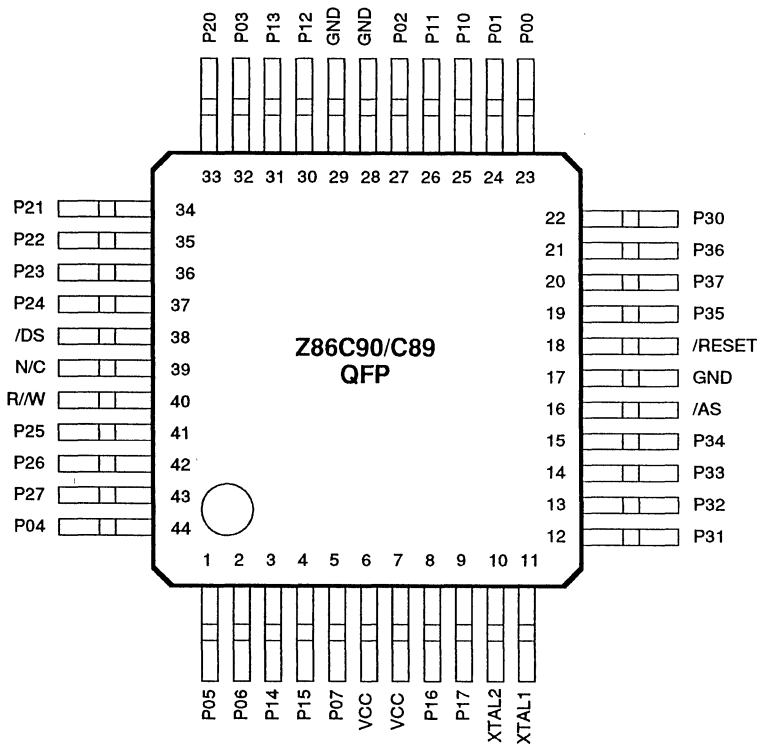 P20 P03 P13 P12 GND GND P02 P11 P10 P01 P00
33 32 31 30 29 28 27 26 25 24 23
P21 34
P22 35
P23 36
P24 37
/DS 38
N/C 39
R//W 40
P25 41
P26 42
P27 43
P04 44
Z86C90/C89
QFP
22 P30
21 P36
20 P37
19 P35
18 /RESET
17 GND
16 /AS
15 P34
14 P33
13 P32
12 P31
1 2 3 4 5 6 7 8 9 10 11
P05 P06 P14 P15 P07 VCC VCC P16 P17 XTAL2 XTAL1